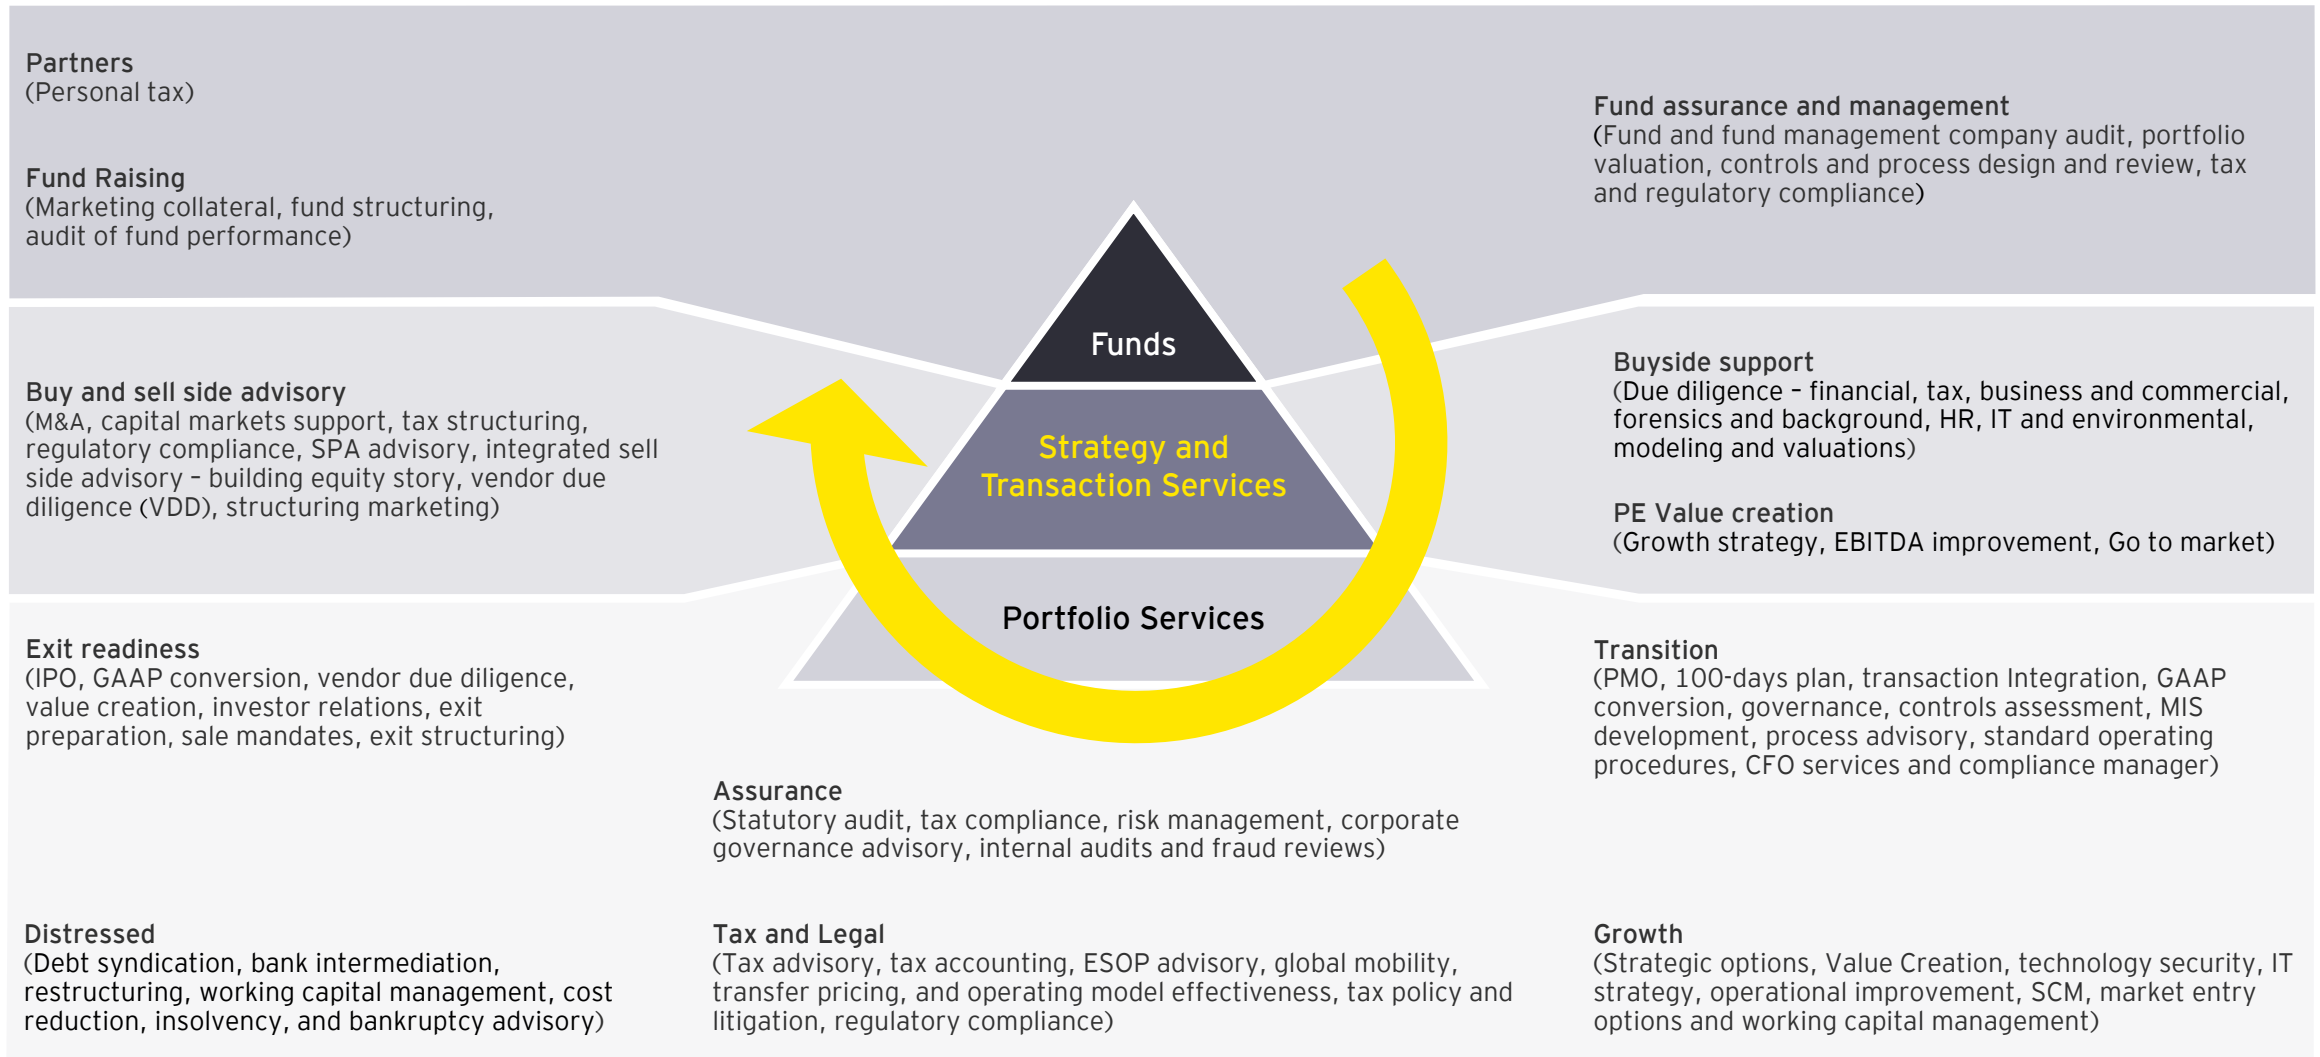 Partners
(Personal tax)
Fund Raising
(Marketing collateral, fund structuring,
audit of fund performance)
Fund assurance and management
(Fund and fund management company audit, portfolio
valuation, controls and process design and review, tax
and regulatory compliance)
Funds
Buy and sell side advisory
(M&A, capital markets support, tax structuring,
regulatory compliance, SPA advisory, integrated sell
side advisory – building equity story, vendor due
diligence (VDD), structuring marketing)
Strategy and
Transaction Services
Buyside support
(Due diligence – financial, tax, business and commercial,
forensics and background, HR, IT and environmental,
modeling and valuations)
PE Value creation
(Growth strategy, EBITDA improvement, Go to market)
Portfolio Services
Exit readiness
(IPO, GAAP conversion, vendor due diligence,
value creation, investor relations, exit
preparation, sale mandates, exit structuring)
Transition
(PMO, 100-days plan, transaction Integration, GAAP
conversion, governance, controls assessment, MIS
development, process advisory, standard operating
procedures, CFO services and compliance manager)
Assurance
(Statutory audit, tax compliance, risk management, corporate
governance advisory, internal audits and fraud reviews)
Distressed
(Debt syndication, bank intermediation,
restructuring, working capital management, cost
reduction, insolvency, and bankruptcy advisory)
Tax and Legal
(Tax advisory, tax accounting, ESOP advisory, global mobility,
transfer pricing, and operating model effectiveness, tax policy and
litigation, regulatory compliance)
Growth
(Strategic options, Value Creation, technology security, IT
strategy, operational improvement, SCM, market entry
options and working capital management)